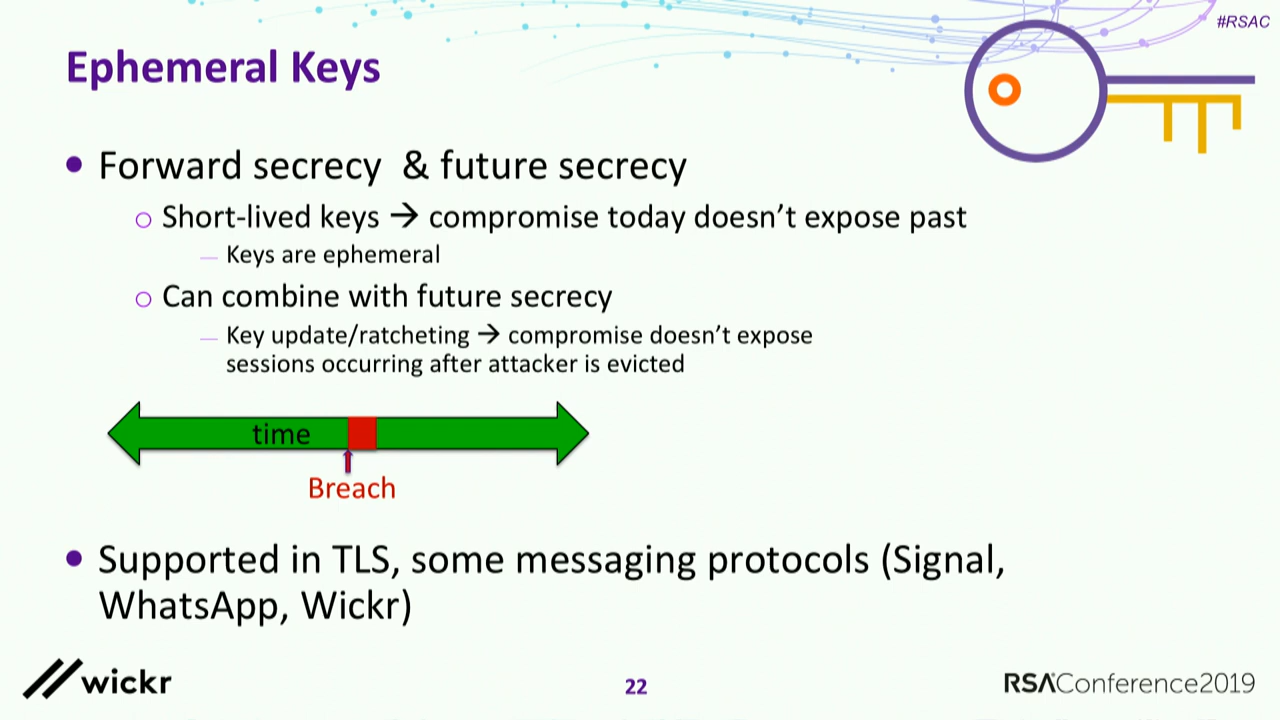 #RSAC
Ephemeral Keys
• Forward secrecy & future secrecy
○ Short-lived keys → compromise today doesn't expose past
— Keys are ephemeral
○ Can combine with future secrecy
— Key update/ratcheting → compromise doesn't expose
sessions occurring after attacker is evicted
time
Breach
• Supported in TLS, some messaging protocols (Signal,
WhatsApp, Wickr)
wickr
22
RSAConference2019